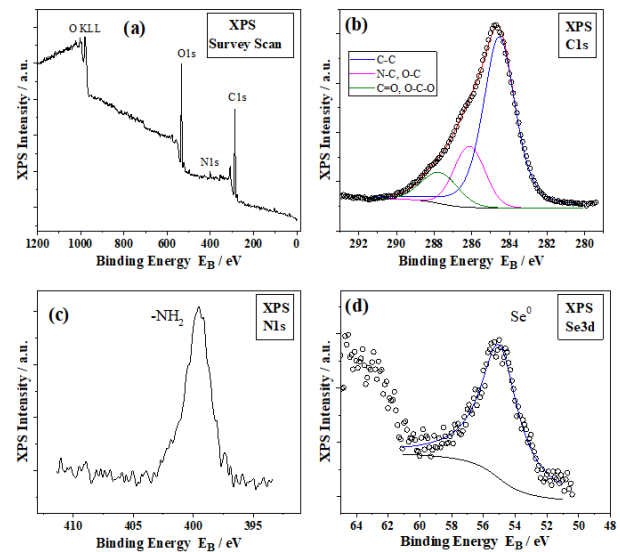 (a)
XPS
Survey Scan
O KLL
O1s
C1s
N1s
XPS Intensity / a.u.
1200 1000 800 600 400 200 0
Binding Energy E_B / eV
(b)
XPS
C1s
C-C
N-C, O-C
C=O, O-C-O
XPS Intensity / a.u.
292 290 288 286 284 282 280
Binding Energy E_B / eV
(c)
-NH₂
XPS
N1s
XPS Intensity / a.u.
410 405 400 395
Binding Energy E_B / eV
(d)
Se⁰
XPS
Se3d
XPS Intensity / a.u.
64 62 60 58 56 54 52 50 48
Binding Energy E_B / eV